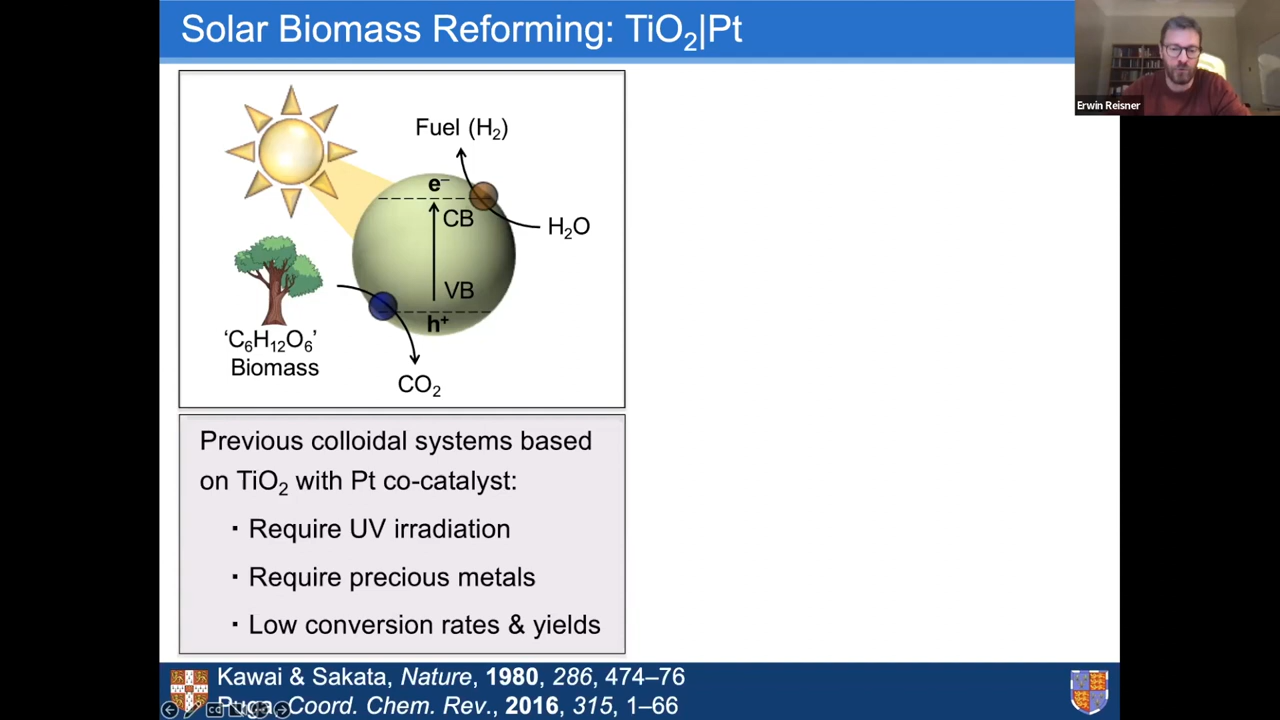 Solar Biomass Reforming: TiO₂|Pt
Erwin Reisner
Fuel (H₂)
e⁻
CB
H₂O
VB
h⁺
'C₆H₁₂O₆'
Biomass
CO₂
Previous colloidal systems based
on TiO₂ with Pt co-catalyst:
▪ Require UV irradiation
▪ Require precious metals
▪ Low conversion rates & yields
Kawai & Sakata, Nature, 1980, 286, 474–76
Puga, Coord. Chem. Rev., 2016, 315, 1–66